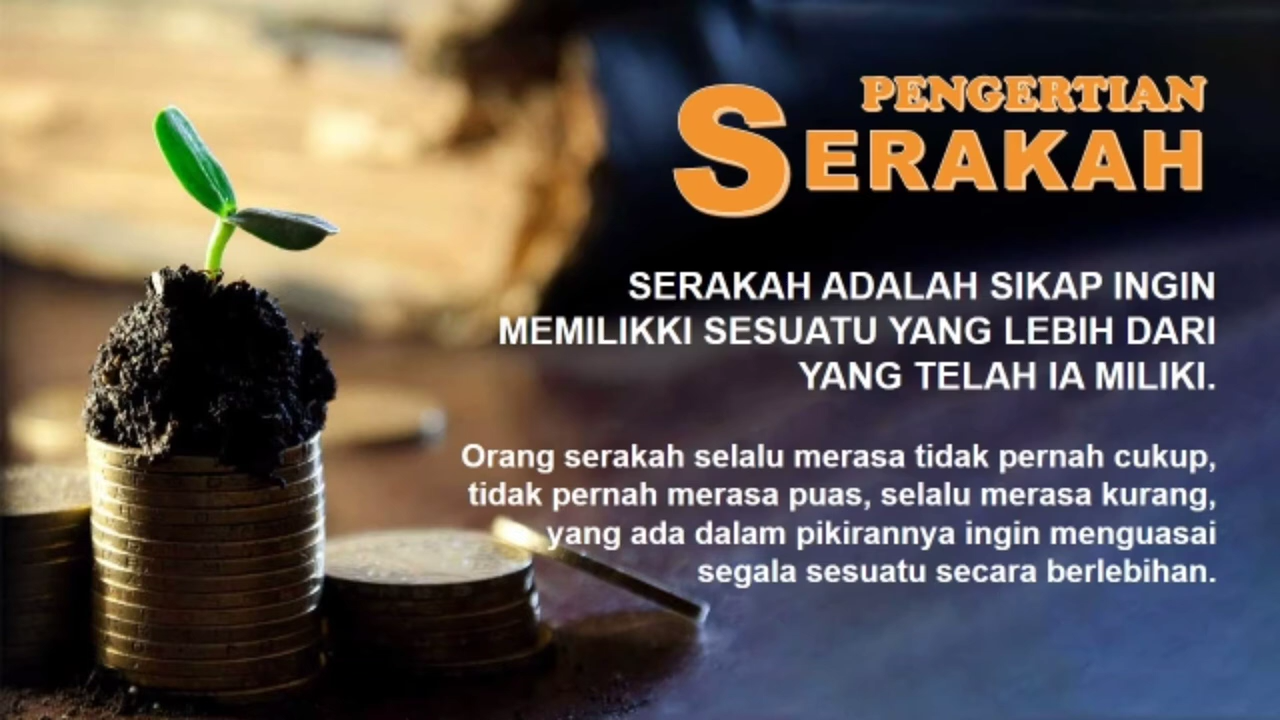 PENGERTIAN
SERAKAH
SERAKAH ADALAH SIKAP INGIN
MEMILIKKI SESUATU YANG LEBIH DARI
YANG TELAH IA MILIKI.
Orang serakah selalu merasa tidak pernah cukup,
tidak pernah merasa puas, selalu merasa kurang,
yang ada dalam pikirannya ingin menguasai
segala sesuatu secara berlebihan.